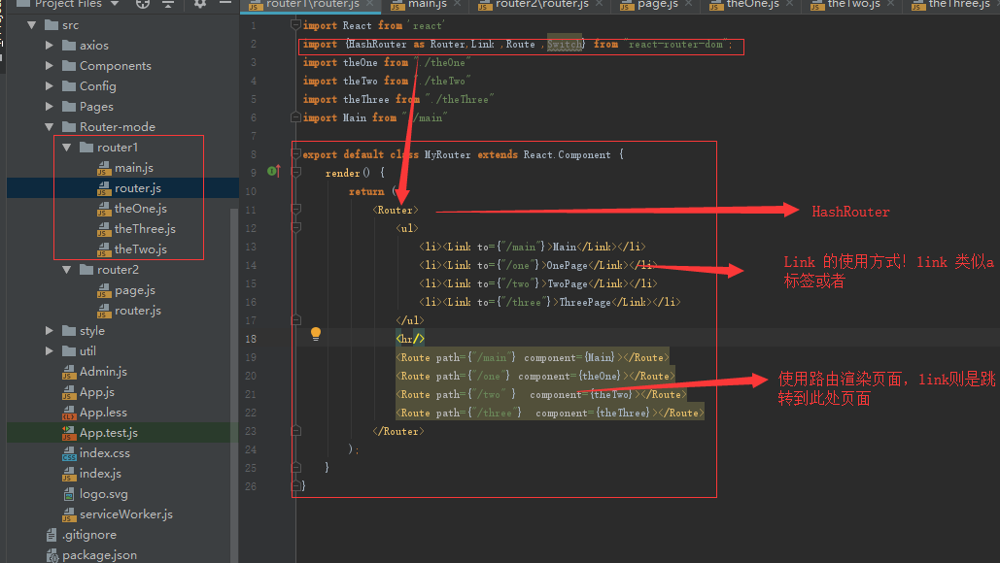 Project Files
router1\router.js
main.js
router2\router.js
page.js
theOne.js
theTwo.js
theThree.js
src
axios
Components
Config
Pages
Router-mode
router1
main.js
router.js
theOne.js
theThree.js
theTwo.js
router2
page.js
router.js
style
util
Admin.js
App.js
App.less
App.test.js
index.css
index.js
logo.svg
serviceWorker.js
.gitignore
package.json
1 import React from 'react'
2 import {HashRouter as Router,Link ,Route ,Switch} from "react-router-dom";
3 import theOne from "./theOne"
4 import theTwo from "./theTwo"
5 import theThree from "./theThree"
6 import Main from "./main"
7
8 export default class MyRouter extends React.Component {
9 render() {
10 return (
11 <Router>
12 <ul>
13 <li><Link to={"/main"}>Main</Link></li>
14 <li><Link to={"/one"}>OnePage</Link></li>
15 <li><Link to={"/two"}>TwoPage</Link></li>
16 <li><Link to={"/three"}>ThreePage</Link></li>
17 </ul>
18 <hr/>
19 <Route path={"/main"} component={Main}></Route>
20 <Route path={"/one"} component={theOne}></Route>
21 <Route path={"/two" } component={theTwo}></Route>
22 <Route path={"/three"} component={theThree}></Route>
23 </Router>
24 );
25 }
26 }
HashRouter
Link 的使用方式！link 类似a
标签或者
使用路由渲染页面，link则是跳
转到此处页面